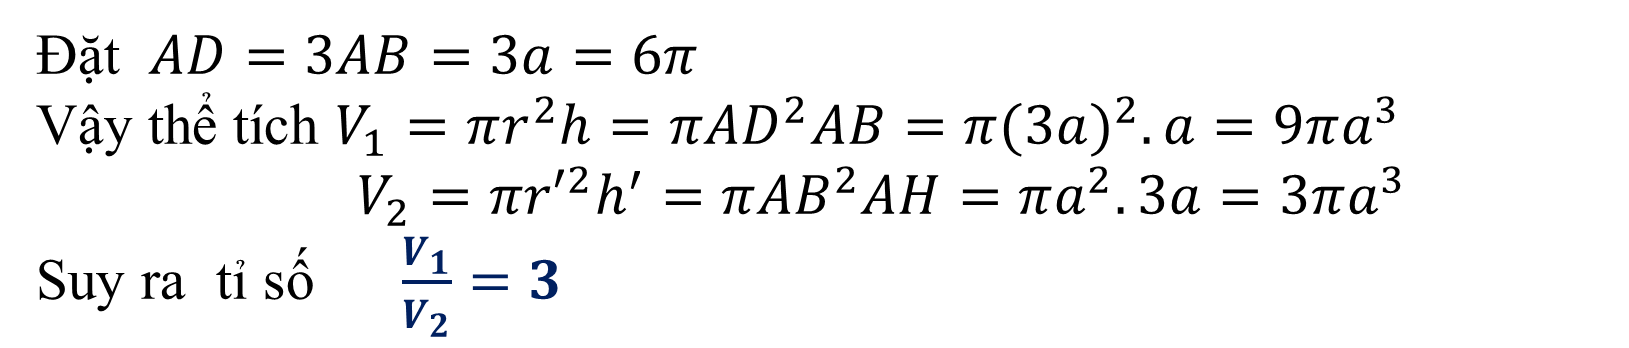 Đặt AD = 3AB = 3a = 6π
Vậy thể tích V₁ = πr²h = πAD²AB = π(3a)².a = 9πa³
V₂ = πr′²h′ = πAB²AH = πa².3a = 3πa³
Suy ra tỉ số V₁/V₂ = 3